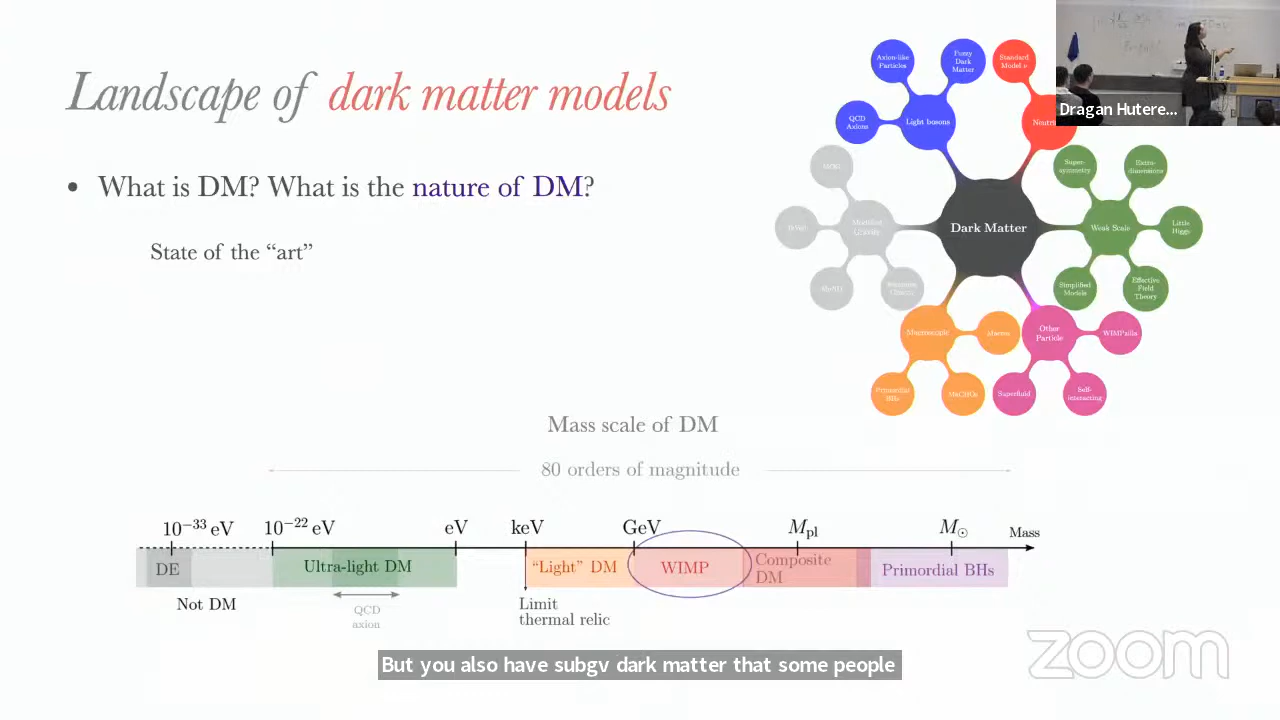 Landscape of dark matter models
• What is DM? What is the nature of DM?
State of the “art”
Axion-like
Particles
Fuzzy
Dark
Matter
Standard
Model ν
QCD
Axions
Light bosons
Dragan Hutere...
Super-
symmetry
Extra-
dimensions
Dark Matter
Weak Scale
Little
Higgs
Simplified
Models
Effective
Field
Theory
Macroscopic
Macros
Other
Particle
WIMPzilla
Primordial
BHs
MaCHOs
Superfluid
Self-
interacting
Mass scale of DM
80 orders of magnitude
10⁻³³ eV
10⁻²² eV
eV
keV
GeV
Mpl
M☉
Mass
DE
Ultra-light DM
“Light” DM
WIMP
Composite
DM
Primordial BHs
Not DM
QCD
axion
Limit
thermal relic
zoom
But you also have subgv dark matter that some people